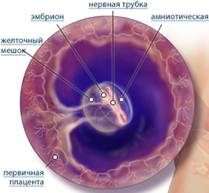 нервная трубка
эмбрион
амниотическая
желточный
мешок
первичная
плацента